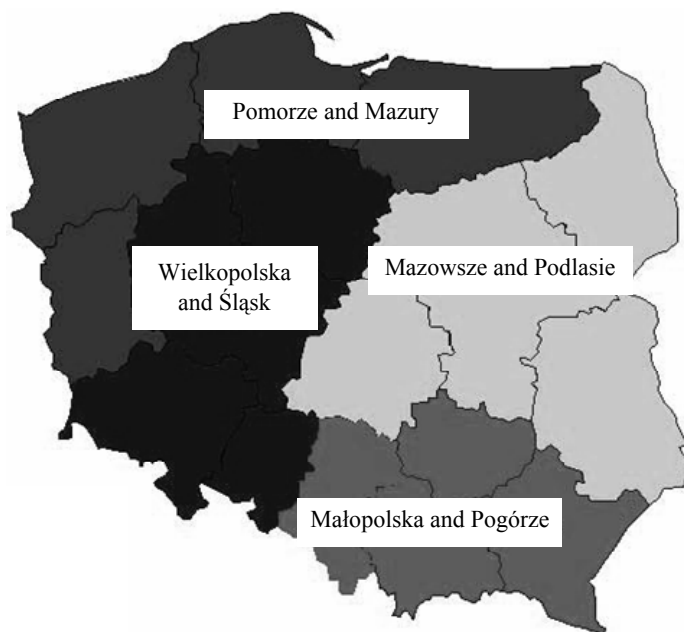 Pomorze and Mazury
Wielkopolska
and Śląsk
Mazowsze and Podlasie
Małopolska and Pogórze